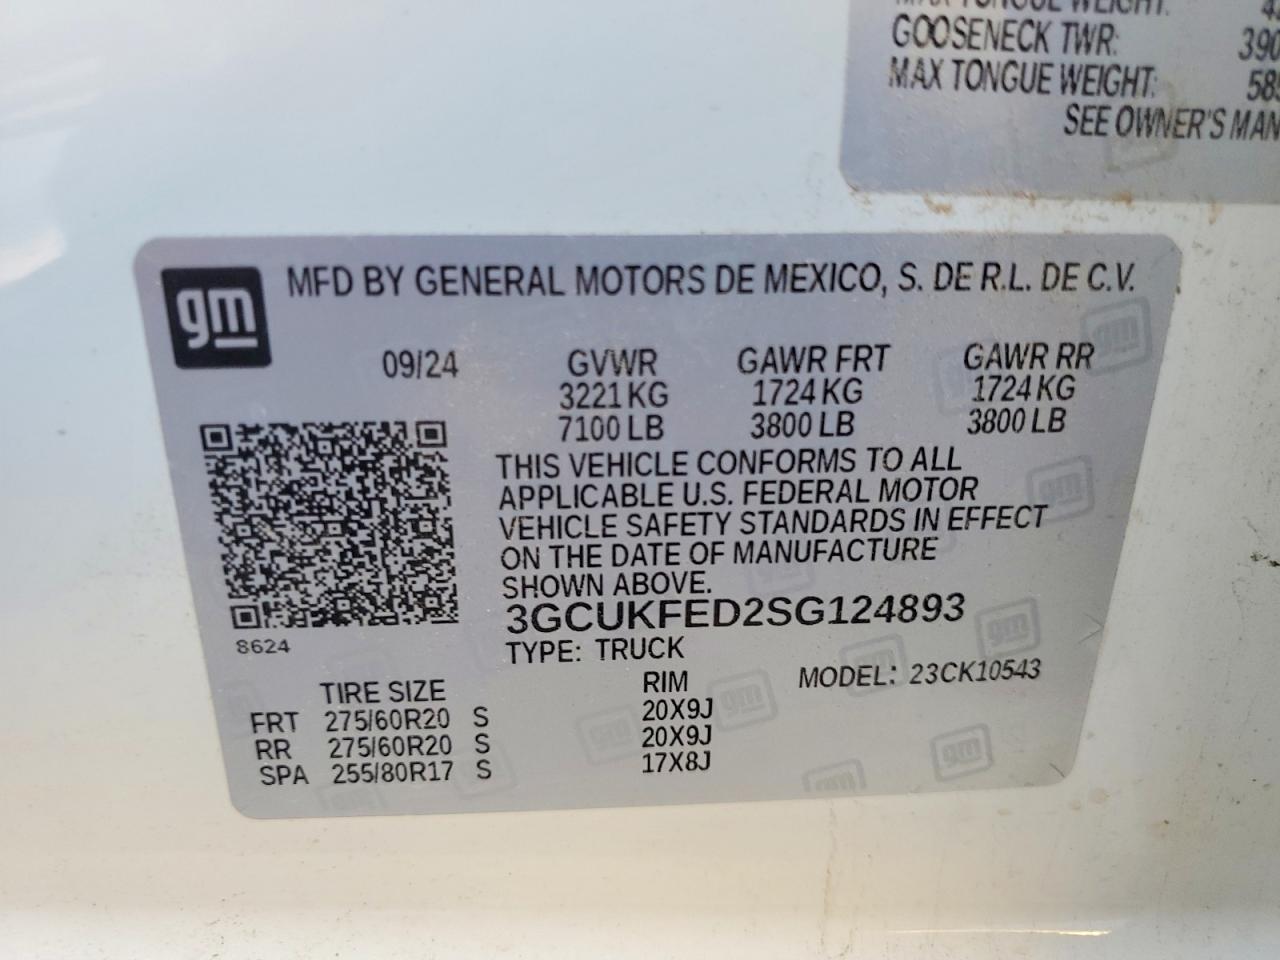 GOOSENECK TWR:
MAX TONGUE WEIGHT:
SEE OWNER'S
gm
MFD BY GENERAL MOTORS DE MEXICO, S. DE R.L. DE C.V.
09/24 GVWR GAWR FRT GAWR RR
3221 KG 1724 KG 1724 KG
7100 LB 3800 LB 3800 LB
THIS VEHICLE CONFORMS TO ALL
APPLICABLE U.S. FEDERAL MOTOR
VEHICLE SAFETY STANDARDS IN EFFECT
ON THE DATE OF MANUFACTURE
SHOWN ABOVE.
3GCUKFED2SG124893
8624
TYPE: TRUCK
MODEL: 23CK10543
TIRE SIZE RIM
FRT 275/60R20 S 20X9J
RR 275/60R20 S 20X9J
SPA 255/80R17 S 17X8J